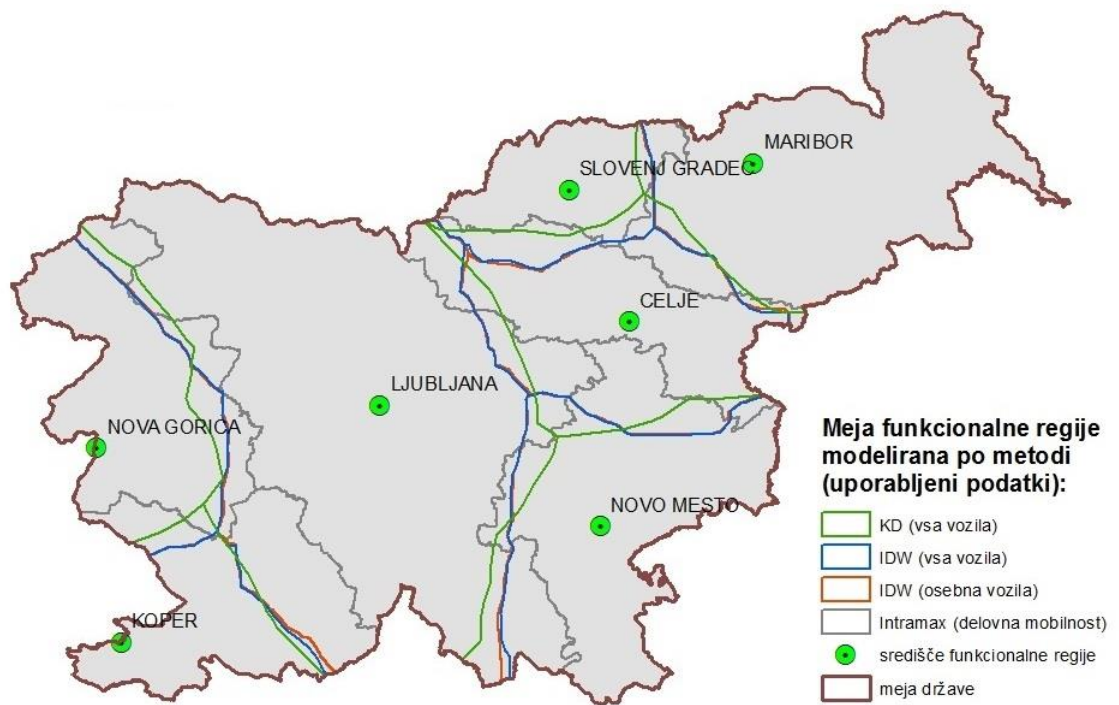 MARIBOR
SLOVENJ GRADEC
CELJE
LJUBLJANA
NOVA GORICA
NOVO MESTO
KOPER
Meja funkcionalne regije
modelirana po metodi
(uporabljeni podatki):
KD (vsa vozila)
IDW (vsa vozila)
IDW (osebna vozila)
Intramax (delovna mobilnost)
središče funkcionalne regije
meja države